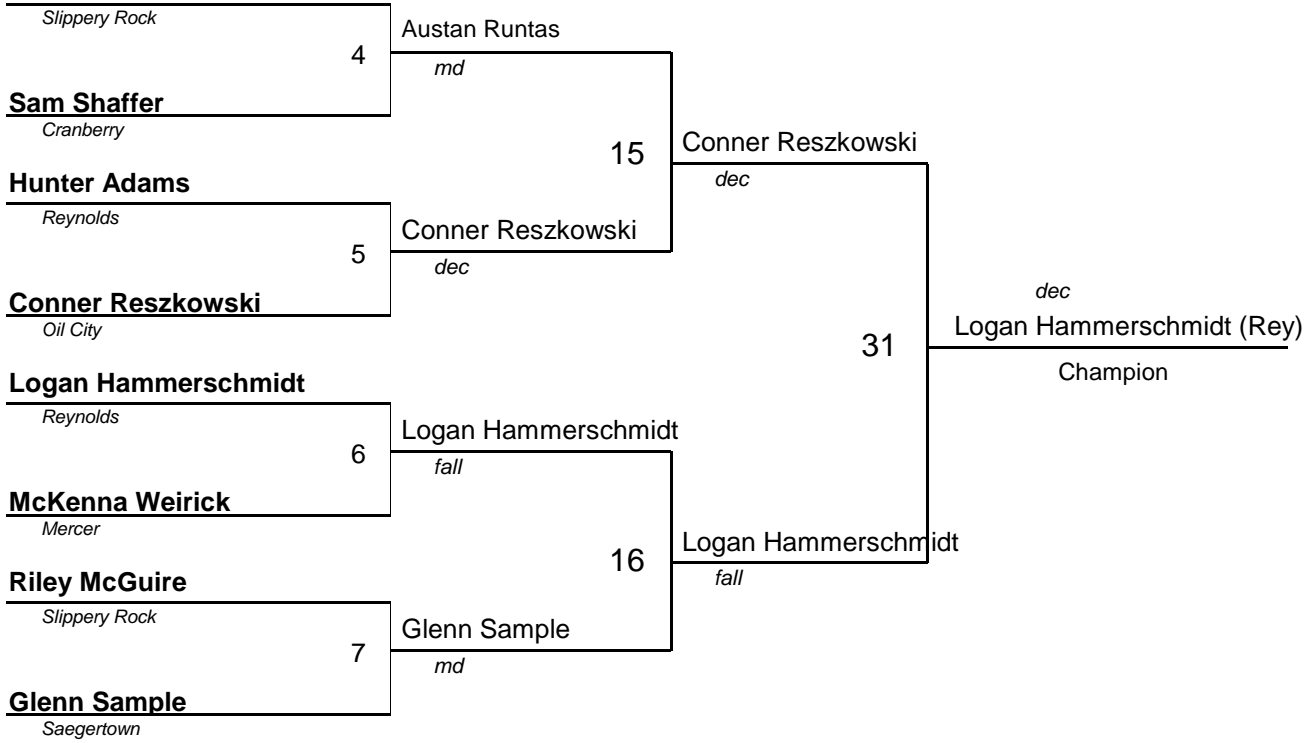 Slippery Rock
4
Austan Runtas
md
Sam Shaffer
Cranberry
15
Conner Reszkowski
dec
Hunter Adams
Reynolds
5
Conner Reszkowski
dec
Conner Reszkowski
Oil City
31
dec
Logan Hammerschmidt (Rey)
Champion
Logan Hammerschmidt
Reynolds
6
Logan Hammerschmidt
fall
McKenna Weirick
Mercer
16
Logan Hammerschmidt
fall
Riley McGuire
Slippery Rock
7
Glenn Sample
md
Glenn Sample
Saegertown